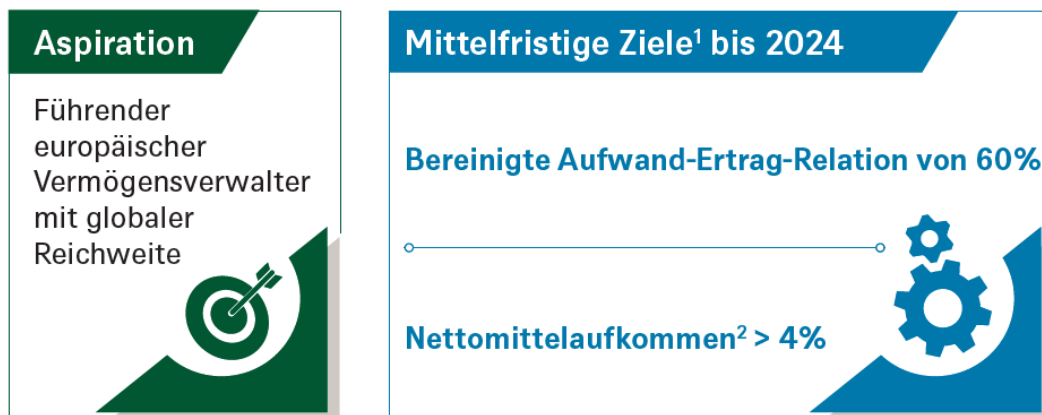 Aspiration
Führender
europäischer
Vermögensverwalter
mit globaler
Reichweite
Mittelfristige Ziele¹ bis 2024
Bereinigte Aufwand-Ertrag-Relation von 60%
Nettomittelaufkommen² > 4%